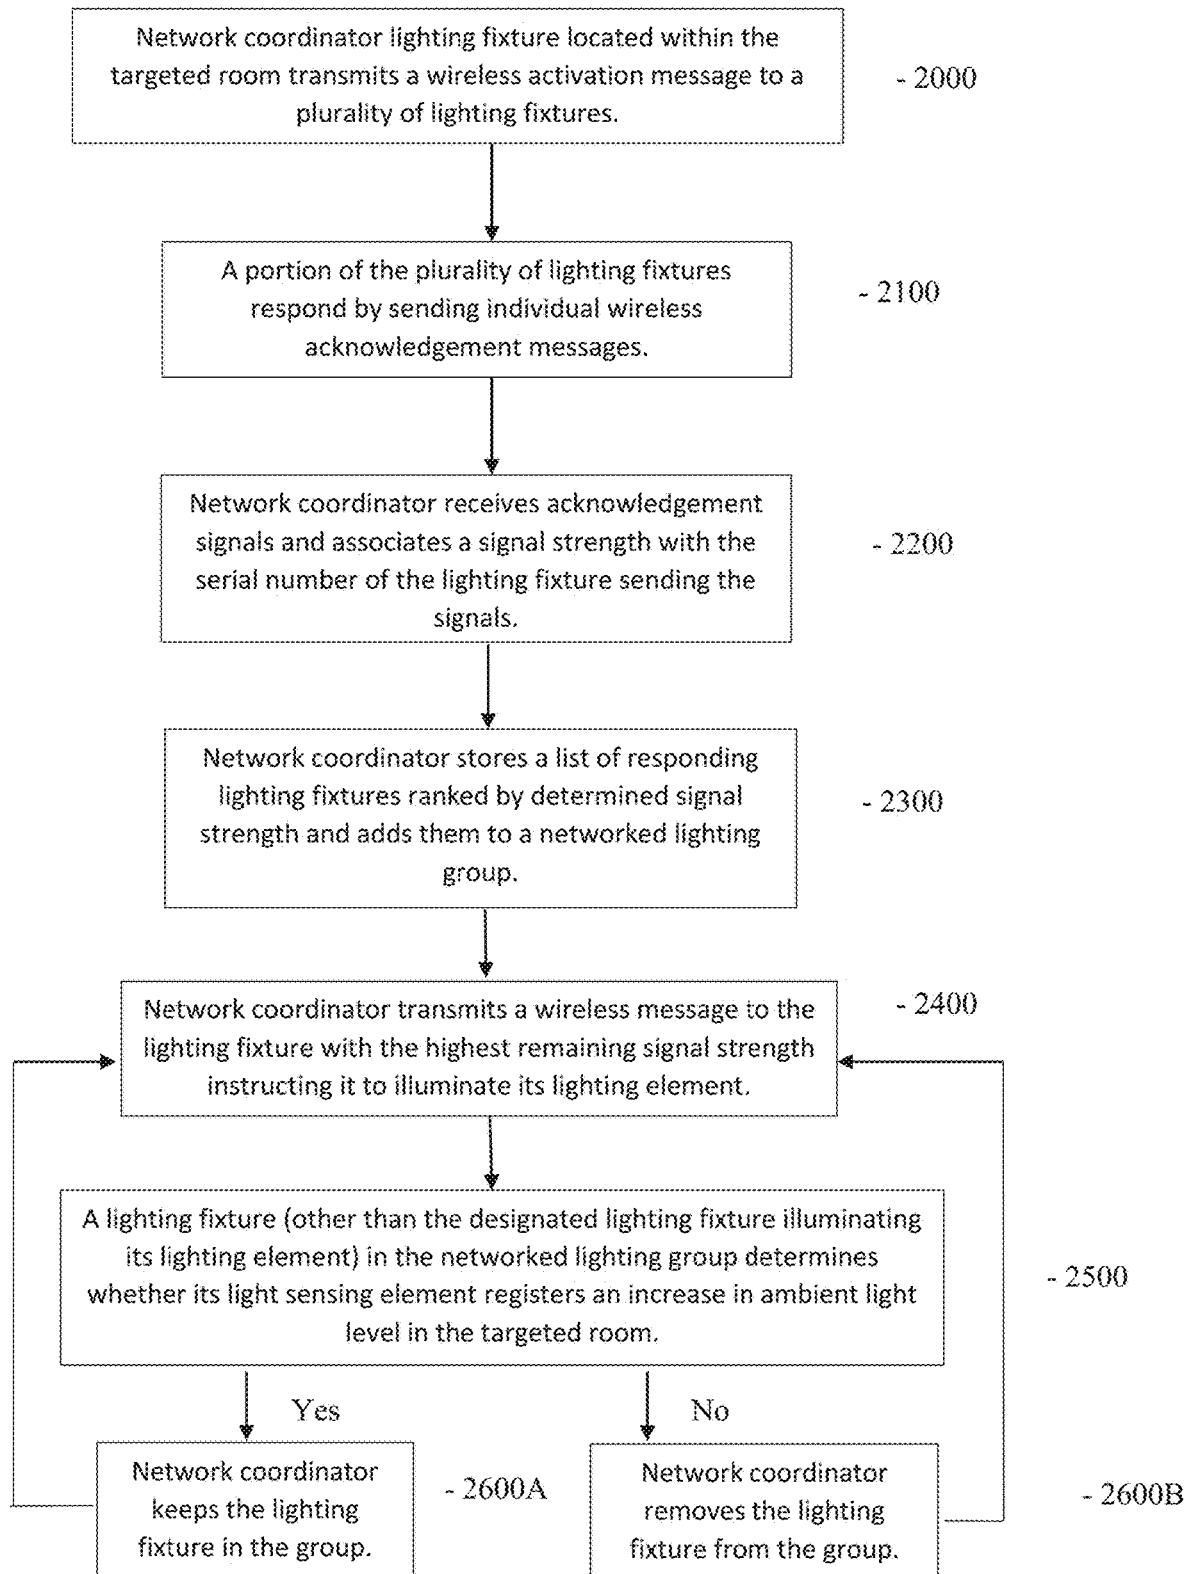 Network coordinator lighting fixture located within the
targeted room transmits a wireless activation message to a
plurality of lighting fixtures.
- 2000
A portion of the plurality of lighting fixtures
respond by sending individual wireless
acknowledgement messages.
- 2100
Network coordinator receives acknowledgement
signals and associates a signal strength with the
serial number of the lighting fixture sending the
signals.
- 2200
Network coordinator stores a list of responding
lighting fixtures ranked by determined signal
strength and adds them to a networked lighting
group.
- 2300
Network coordinator transmits a wireless message to the
lighting fixture with the highest remaining signal strength
instructing it to illuminate its lighting element.
- 2400
A lighting fixture (other than the designated lighting fixture illuminating
its lighting element) in the networked lighting group determines
whether its light sensing element registers an increase in ambient light
level in the targeted room.
- 2500
Yes
No
Network coordinator
keeps the lighting
fixture in the group.
- 2600A
Network coordinator
removes the lighting
fixture from the group.
- 2600B